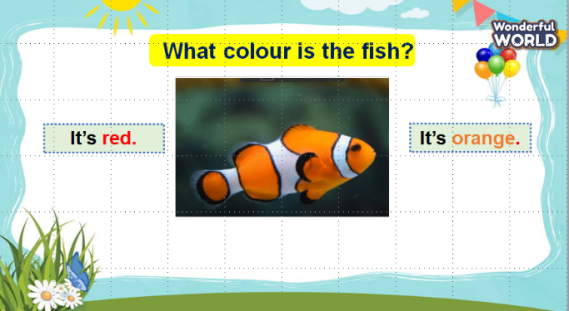 Wonderful
WORLD
What colour is the fish?
It's red.
It's orange.